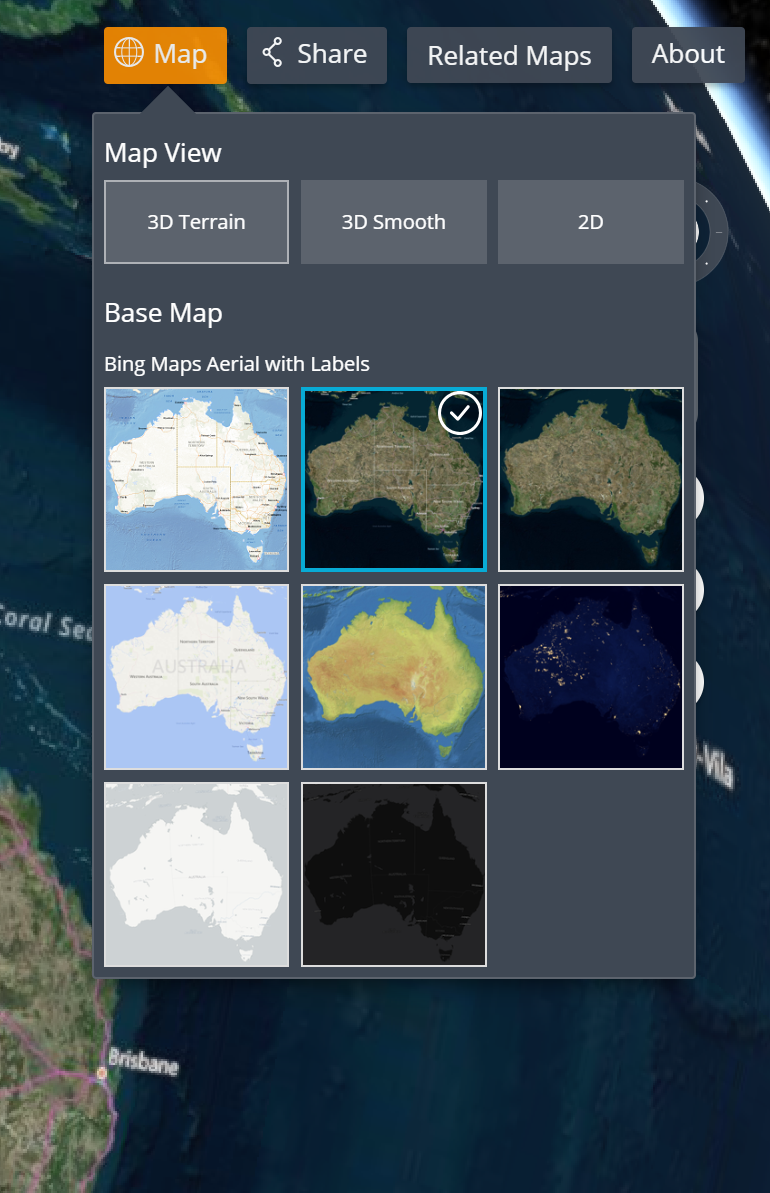 Map
Share
Related Maps
About
Map View
3D Terrain
3D Smooth
2D
Base Map
Bing Maps Aerial with Labels
Coral Sea
AUSTRALIA
-Vila
Brisbane